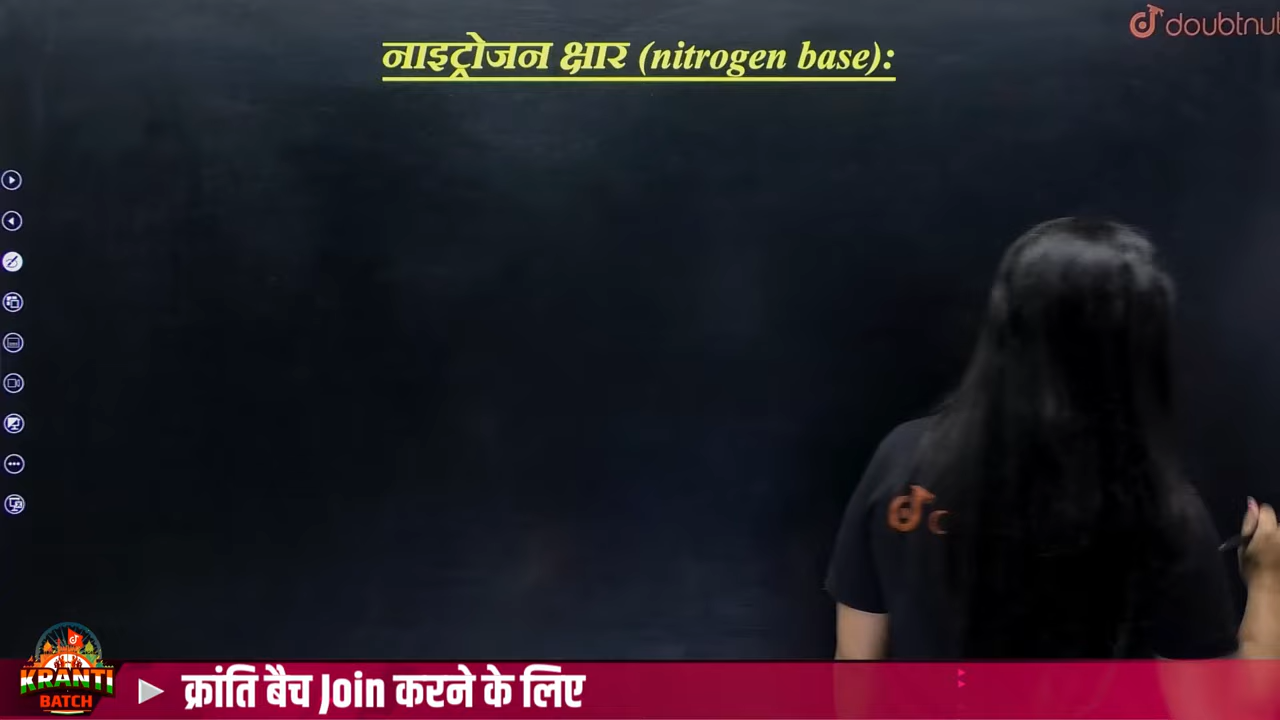 doubtnut
नाइट्रोजन क्षार (nitrogen base):
KRANTI
BATCH
क्रांति बैच Join करने के लिए